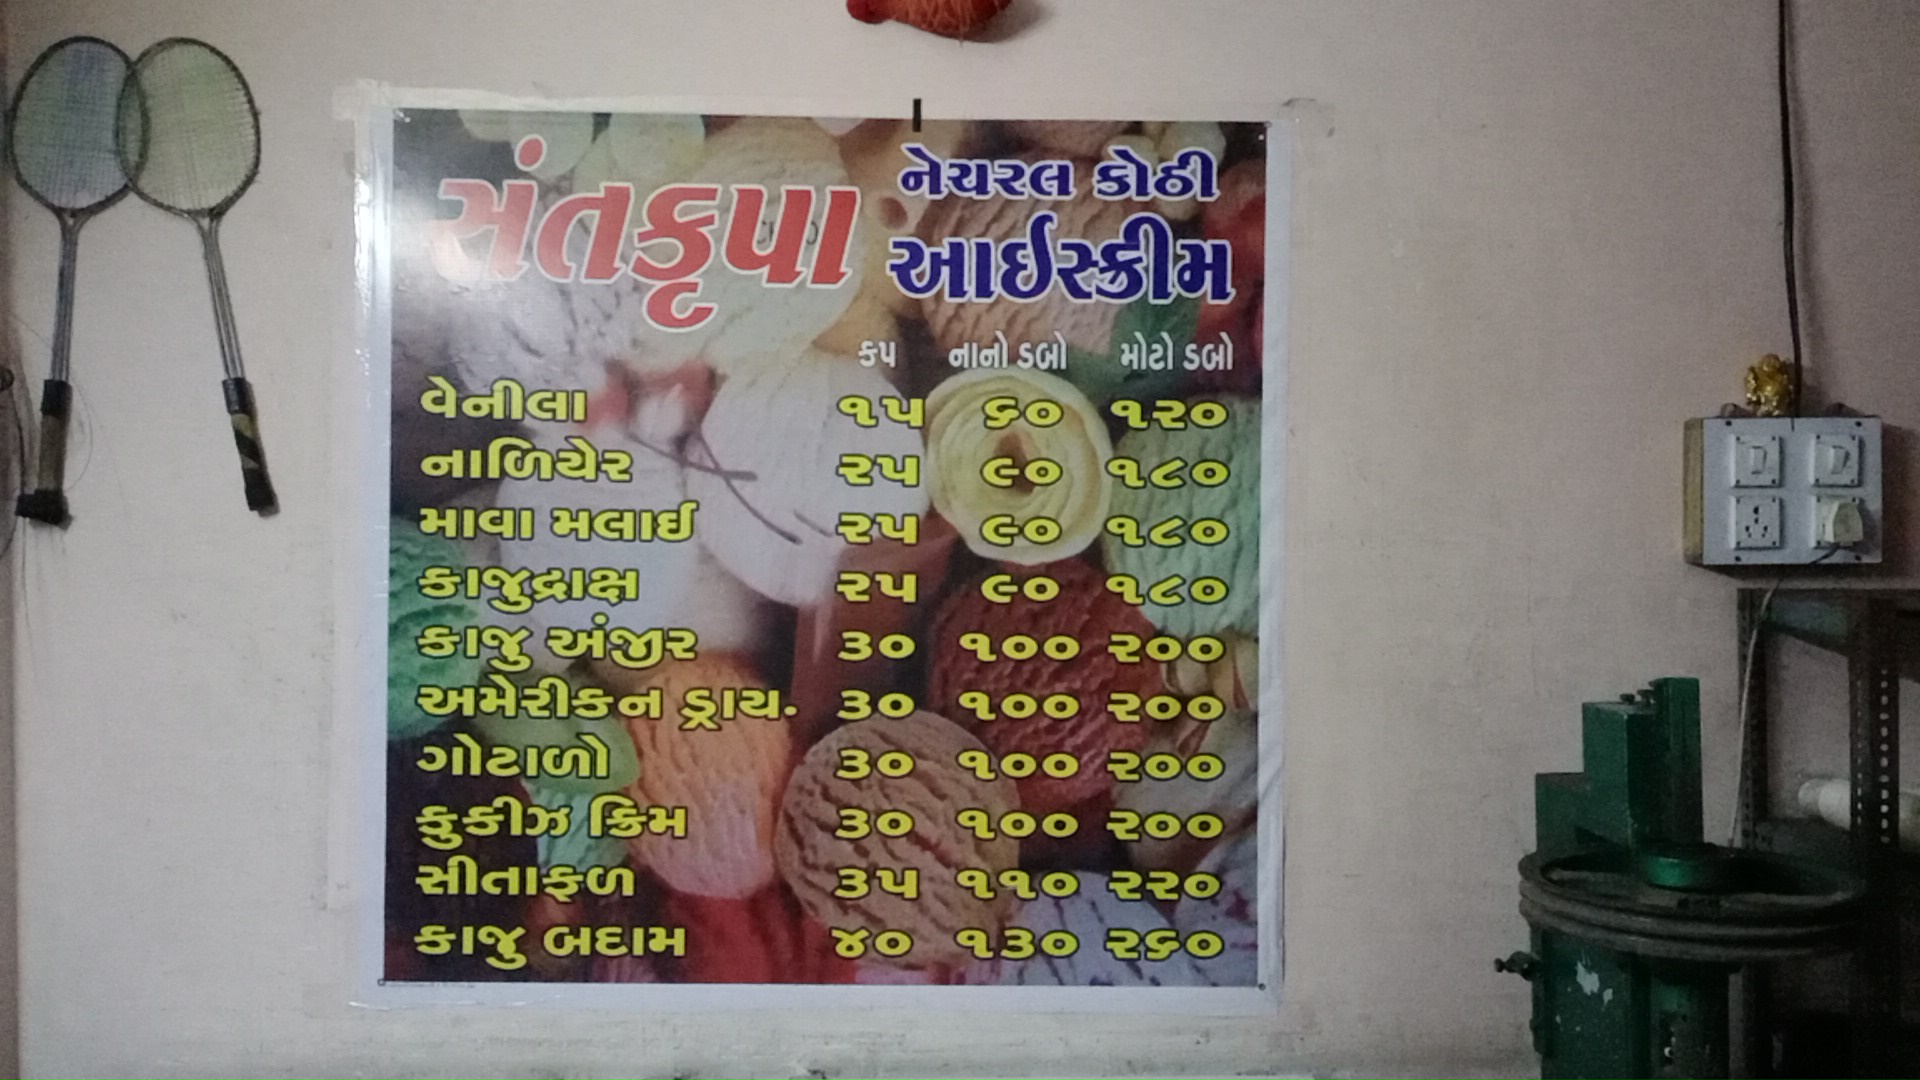 સંતકૃપા
નેચરલ કોઠી
આઈસ્ક્રીમ
કપ નાનો ડબો મોટો ડબો
વેનીલા ૧૫ ૬૦ ૧૨૦
નાળિયેર ૨૫ ૯૦ ૧૮૦
માવા મલાઈ ૨૫ ૯૦ ૧૮૦
કાજુદ્રાક્ષ ૨૫ ૯૦ ૧૮૦
કાજુ અંજીર ૩૦ ૧૦૦ ૨૦૦
અમેરીકન ડ્રાય. ૩૦ ૧૦૦ ૨૦૦
ગોટાળો ૩૦ ૧૦૦ ૨૦૦
કુકીઝ ક્રિમ ૩૦ ૧૦૦ ૨૦૦
સીતાફળ ૩૫ ૧૧૦ ૨૨૦
કાજુ બદામ ૪૦ ૧૩૦ ૨૬૦